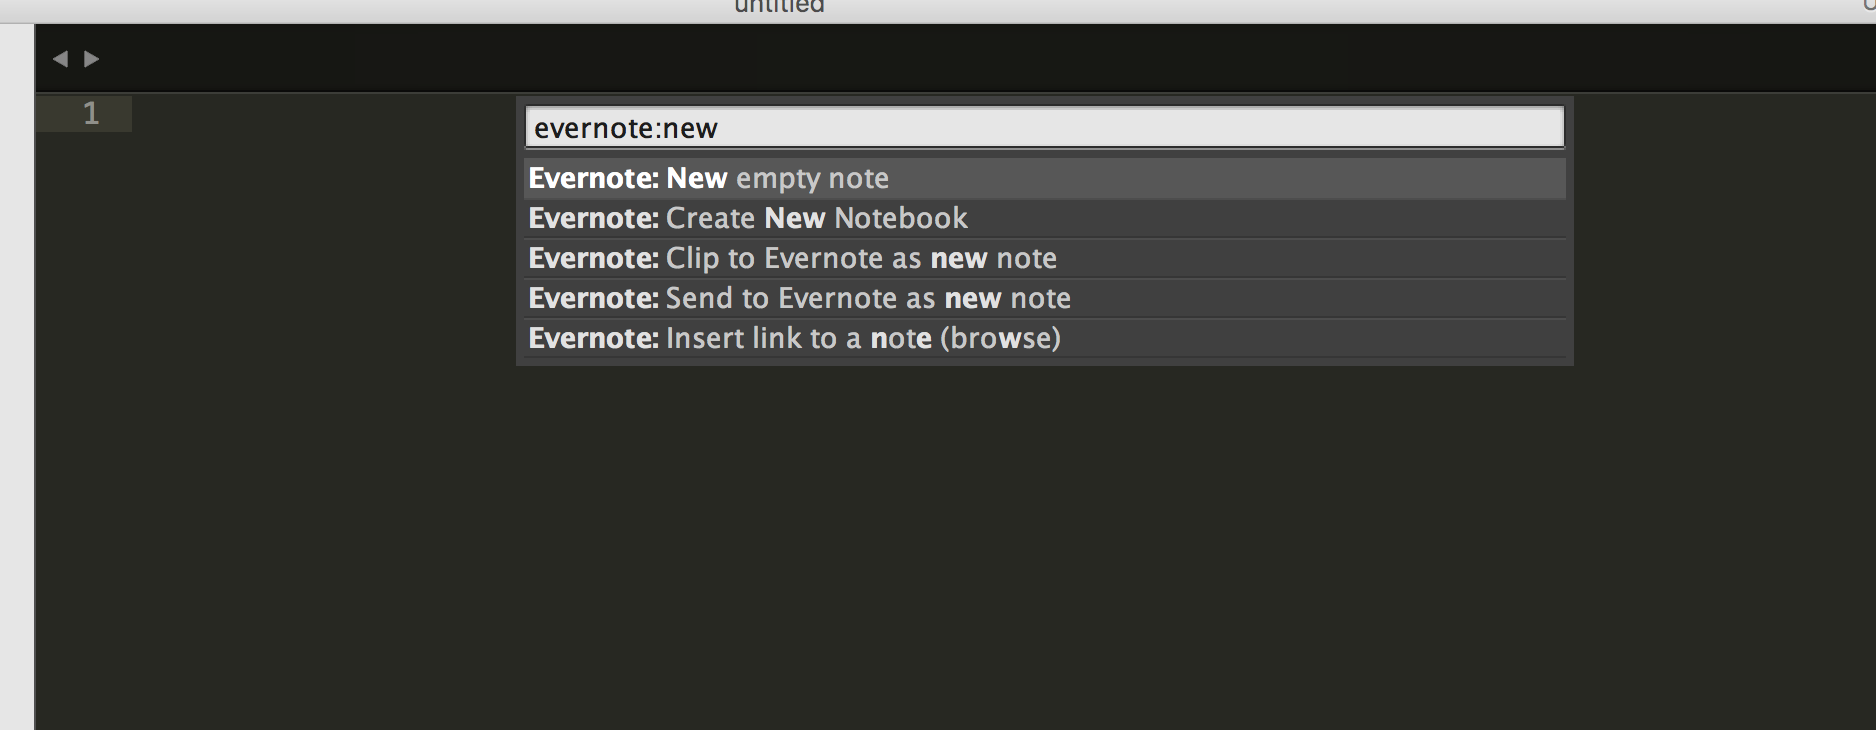 untitled
1
evernote:new
Evernote: New empty note
Evernote: Create New Notebook
Evernote: Clip to Evernote as new note
Evernote: Send to Evernote as new note
Evernote: Insert link to a note (browse)